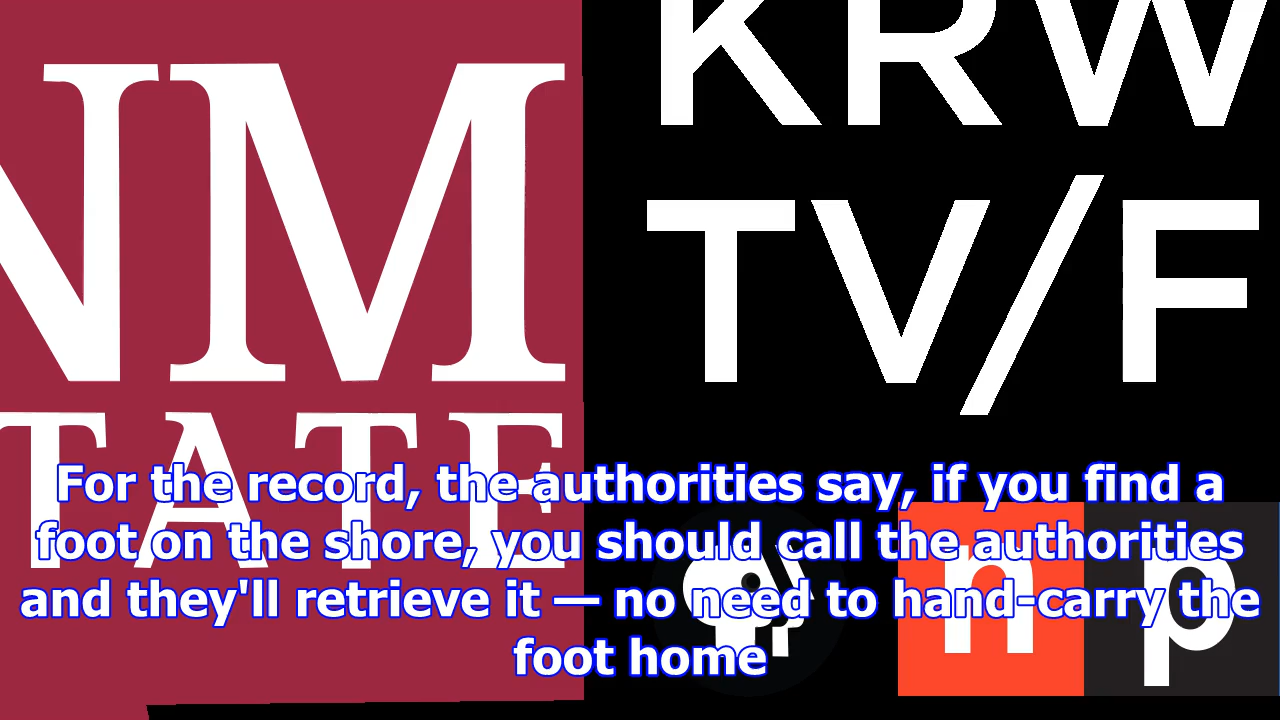 NM
TATE
KRW
TV/F
n p
For the record, the authorities say, if you find a
foot on the shore, you should call the authorities
and they'll retrieve it — no need to hand-carry the
foot home